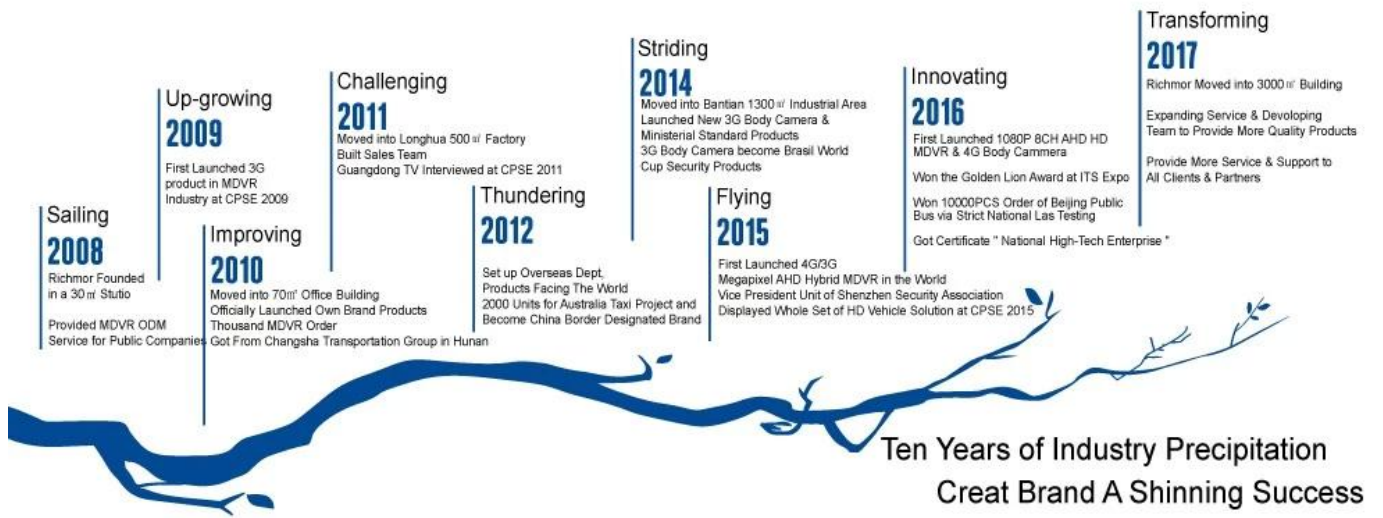 Sailing
2008
Richmor Founded
in a 30㎡ Stutio
Provided MDVR ODM
Service for Public Companies
Up-growing
2009
First Launched 3G
product in MDVR
Industry at CPSE 2009
Improving
2010
Moved into 70㎡ Office Building
Officially Launched Own Brand Products
Thousand MDVR Order
Got From Changsha Transportation Group in Hunan
Challenging
2011
Moved into Longhua 500㎡ Factory
Built Sales Team
Guangdong TV Interviewed at CPSE 2011
Thundering
2012
Set up Overseas Dept,
Products Facing The World
2000 Units for Australia Taxi Project and
Become China Border Designated Brand
Striding
2014
Moved into Bantian 1300㎡ Industrial Area
Launched New 3G Body Camera &
Ministerial Standard Products
3G Body Camera become Brasil World
Cup Security Products
Flying
2015
First Launched 4G/3G
Megapixel AHD Hybrid MDVR in the World
Vice President Unit of Shenzhen Security Association
Displayed Whole Set of HD Vehicle Solution at CPSE 2015
Innovating
2016
First Launched 1080P 8CH AHD HD
MDVR & 4G Body Cammera
Won the Golden Lion Award at ITS Expo
Won 10000PCS Order of Beijing Public
Bus via Strict National Las Testing
Got Certificate " National High-Tech Enterprise "
Transforming
2017
Richmor Moved into 3000㎡ Building
Expanding Service & Devoloping
Team to Provide More Quality Products
Provide More Service & Support to
All Clients & Partners
Ten Years of Industry Precipitation
Creat Brand A Shinning Success